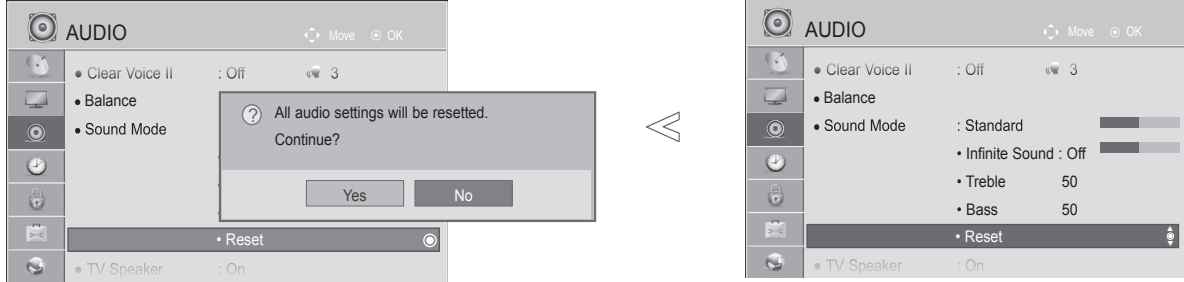 AUDIO
Move OK
• Clear Voice II : Off 3
• Balance
• Sound Mode
All audio settings will be resetted.
Continue?
Yes No
• Reset
• TV Speaker : On
AUDIO
Move OK
• Clear Voice II : Off 3
• Balance
• Sound Mode : Standard
• Infinite Sound : Off
• Treble 50
• Bass 50
• Reset
• TV Speaker : On